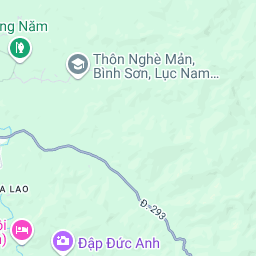 ng Năm
Thôn Nghè Mản,
Bình Sơn, Lục Nam...
Đ-293
A LAO
Đập Đức Anh